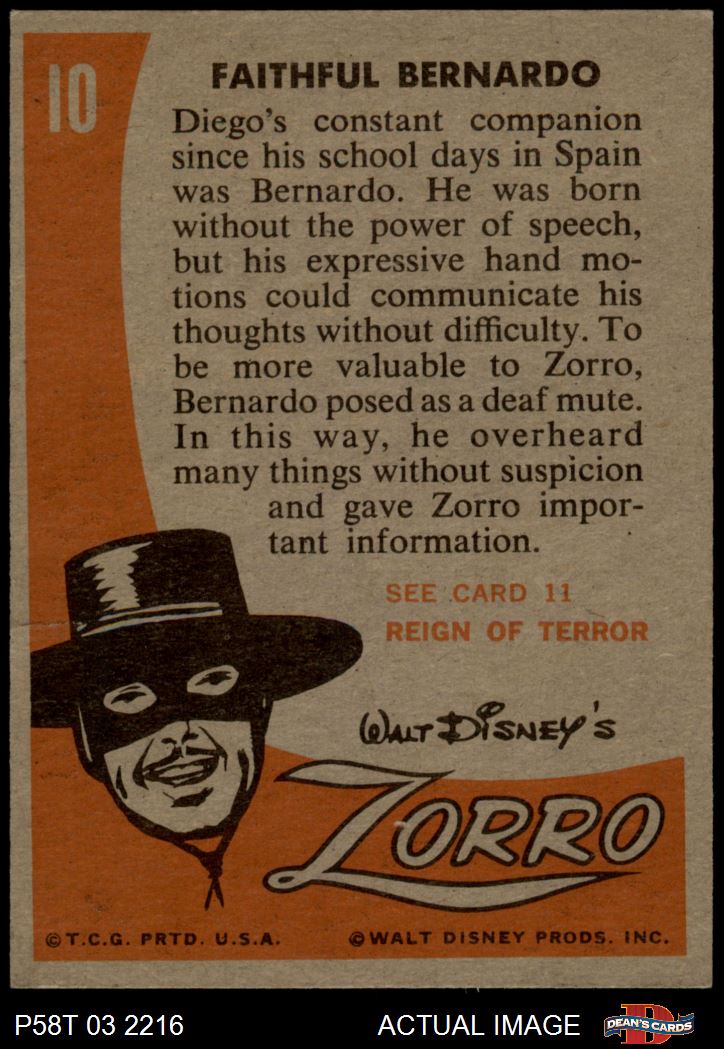 10
FAITHFUL BERNARDO
Diego's constant companion
since his school days in Spain
was Bernardo. He was born
without the power of speech,
but his expressive hand mo-
tions could communicate his
thoughts without difficulty. To
be more valuable to Zorro,
Bernardo posed as a deaf mute.
In this way, he overheard
many things without suspicion
and gave Zorro impor-
tant information.
SEE CARD 11
REIGN OF TERROR
WALT DISNEY'S
ZORRO
©T.C.G. PRTD. U.S.A. ©WALT DISNEY PRODS. INC.
P58T 03 2216 ACTUAL IMAGE D DEAN'S CARDS